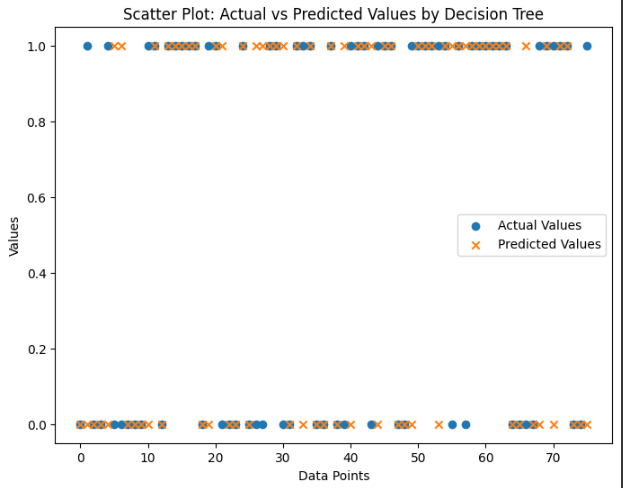 Scatter Plot: Actual vs Predicted Values by Decision Tree
1.0
0.8
0.6
0.4
0.2
0.0
Values
Actual Values
Predicted Values
0 10 20 30 40 50 60 70
Data Points